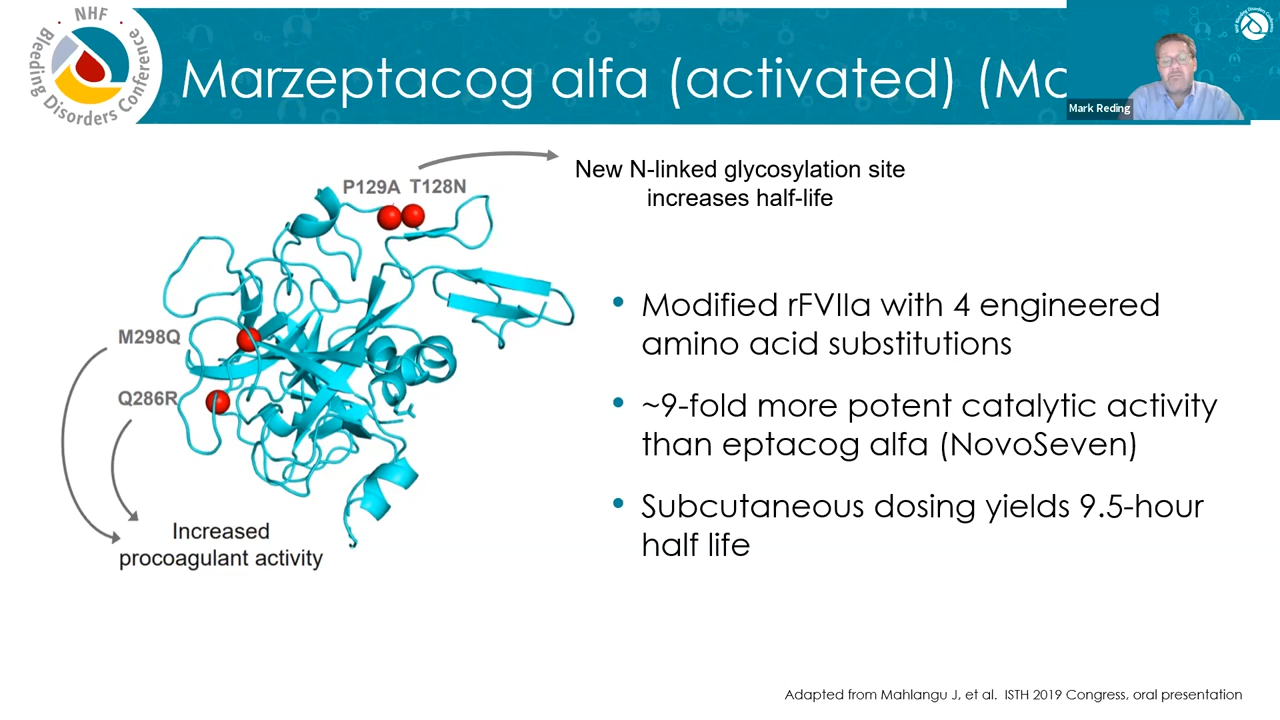 NHF
Bleeding Disorders Conference
Marzeptacog alfa (activated) (Ma
Mark Reding
P129A T128N
New N-linked glycosylation site
increases half-life
M298Q
Q286R
Increased
procoagulant activity
• Modified rFVIIa with 4 engineered
amino acid substitutions
• ~9-fold more potent catalytic activity
than eptacog alfa (NovoSeven)
• Subcutaneous dosing yields 9.5-hour
half life
Adapted from Mahlangu J, et al. ISTH 2019 Congress, oral presentation